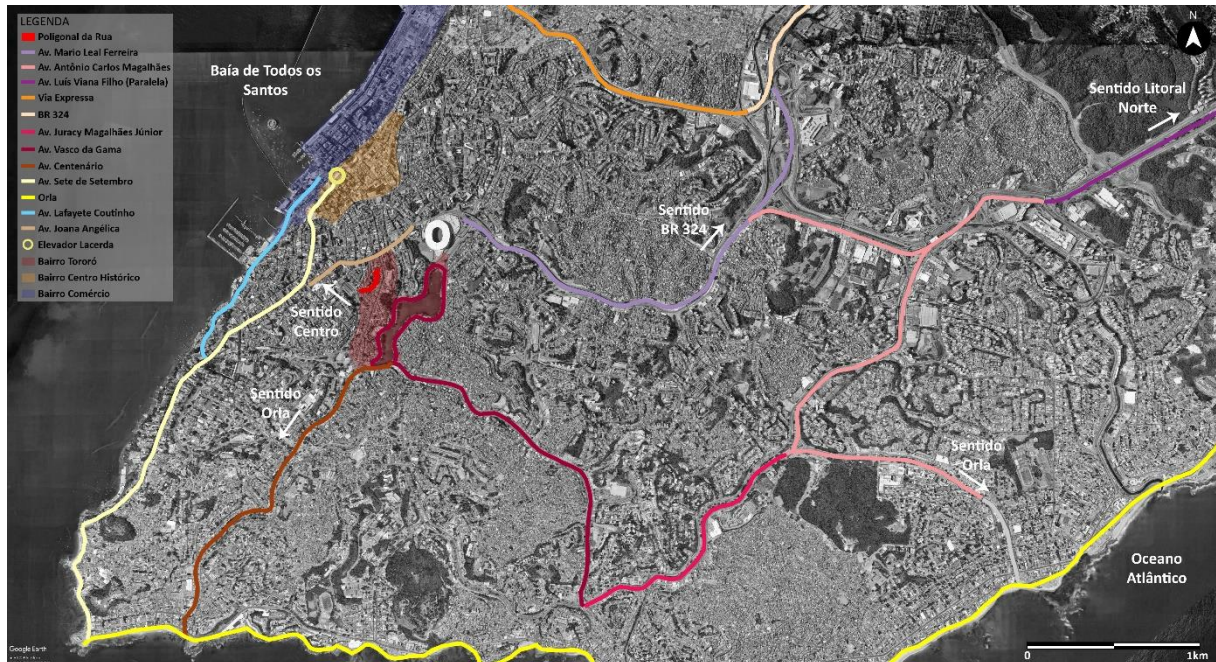 LEGENDA
Poligonal da Rua
Av. Mario Leal Ferreira
Av. Antônio Carlos Magalhães
Av. Luís Viana Filho (Paralela)
Via Expressa
BR 324
Av. Juracy Magalhães Júnior
Av. Vasco da Gama
Av. Centenário
Av. Sete de Setembro
Orla
Av. Lafayete Coutinho
Av. Joana Angélica
Elevador Lacerda
Bairro Tororó
Bairro Centro Histórico
Bairro Comércio
Baía de Todos os
Santos
N
Sentido Litoral
Norte
Sentido
BR 324
Sentido
Centro
Sentido
Orla
Sentido
Orla
Oceano
Atlântico
Google Earth
0 1km